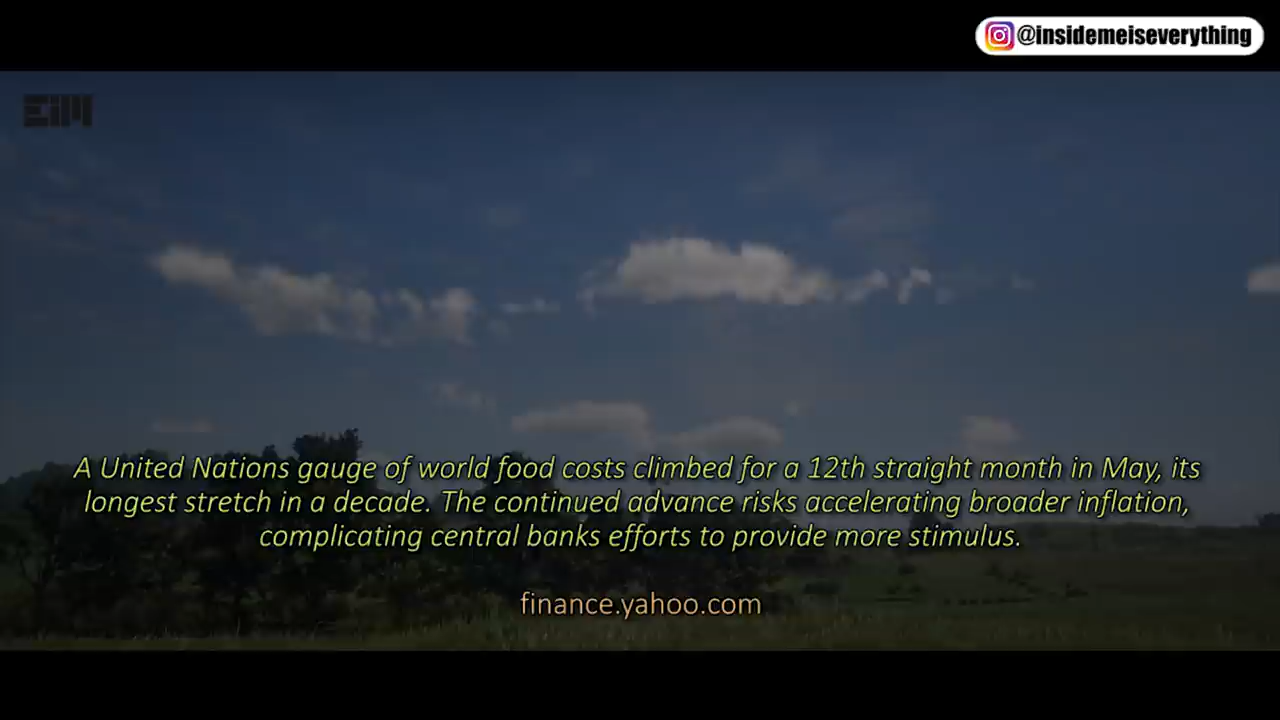 @insidemeiseverything
EiM
A United Nations gauge of world food costs climbed for a 12th straight month in May, its
longest stretch in a decade. The continued advance risks accelerating broader inflation,
complicating central banks efforts to provide more stimulus.
finance.yahoo.com